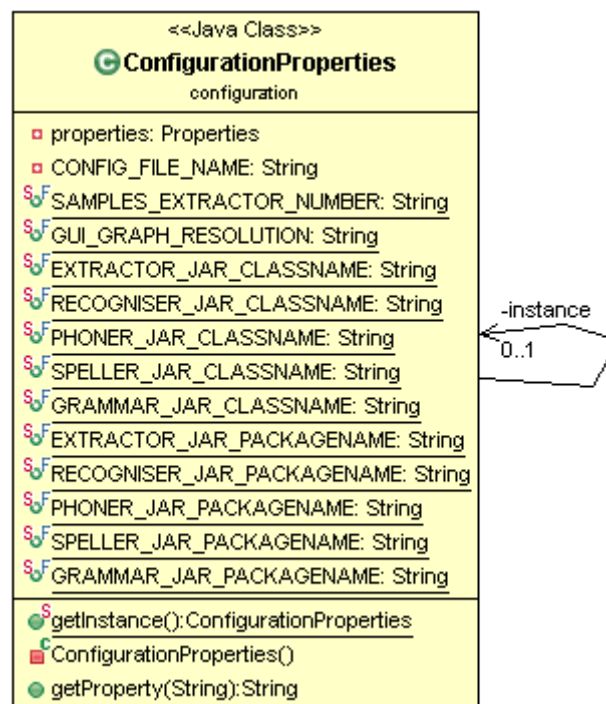 <<Java Class>>
C ConfigurationProperties
configuration
properties: Properties
CONFIG_FILE_NAME: String
S F SAMPLES_EXTRACTOR_NUMBER: String
S F GUI_GRAPH_RESOLUTION: String
S F EXTRACTOR_JAR_CLASSNAME: String
S F RECOGNISER_JAR_CLASSNAME: String
S F PHONER_JAR_CLASSNAME: String
S F SPELLER_JAR_CLASSNAME: String
S F GRAMMAR_JAR_CLASSNAME: String
S F EXTRACTOR_JAR_PACKAGENAME: String
S F RECOGNISER_JAR_PACKAGENAME: String
S F PHONER_JAR_PACKAGENAME: String
S F SPELLER_JAR_PACKAGENAME: String
S F GRAMMAR_JAR_PACKAGENAME: String
S getInstance():ConfigurationProperties
C ConfigurationProperties()
getProperty(String):String
-instance
0..1